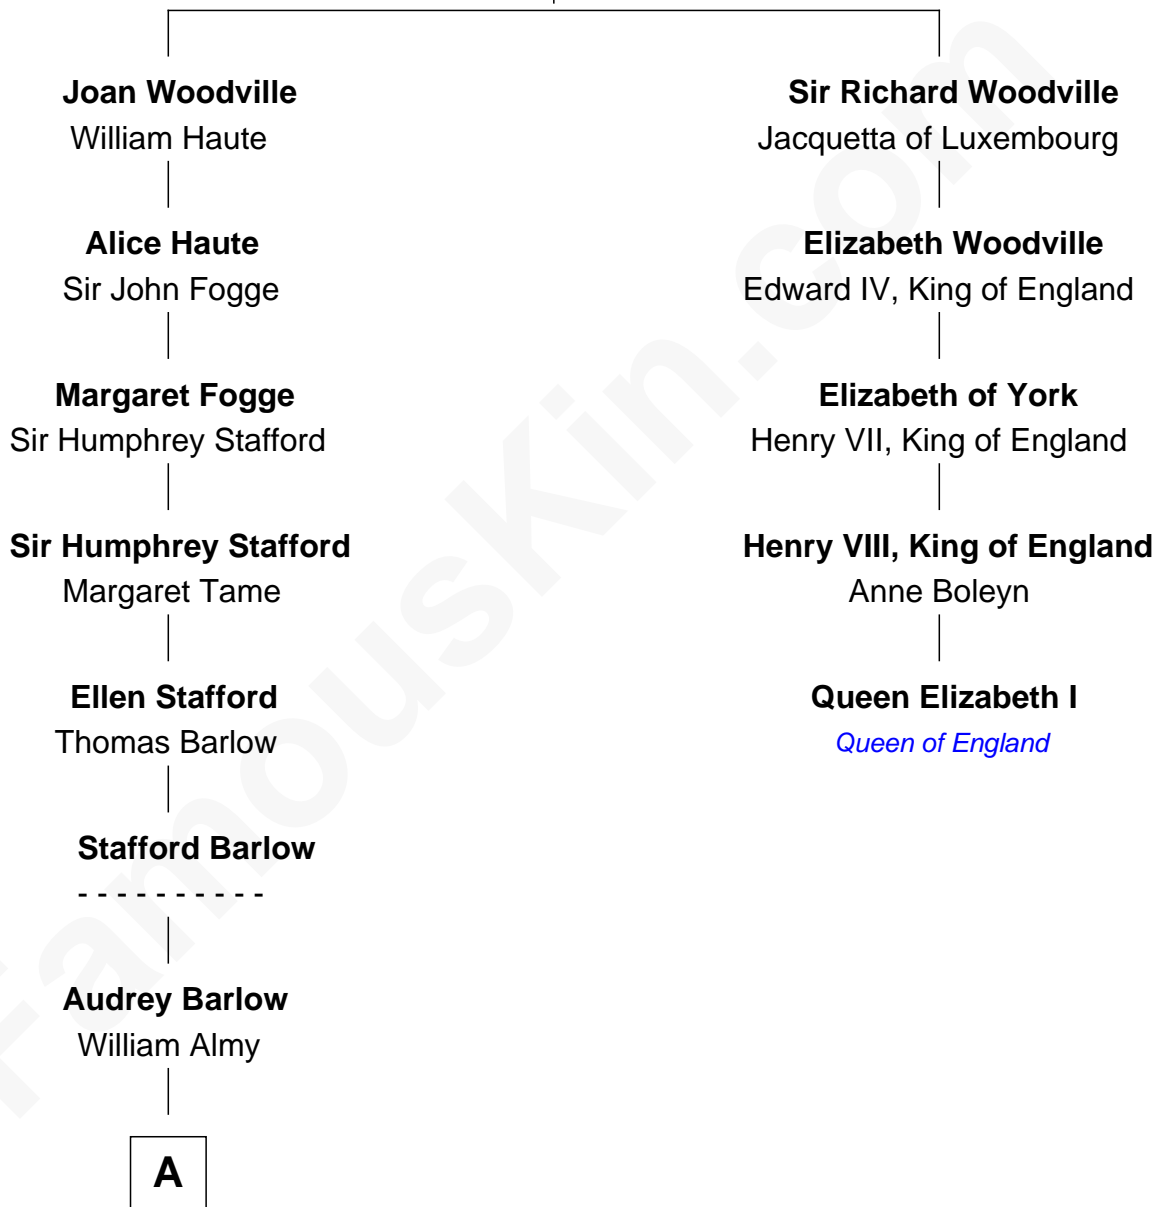 Joan Woodville
William Haute
Sir Richard Woodville
Jacquetta of Luxembourg
Alice Haute
Sir John Fogge
Elizabeth Woodville
Edward IV, King of England
Margaret Fogge
Sir Humphrey Stafford
Elizabeth of York
Henry VII, King of England
Sir Humphrey Stafford
Margaret Tame
Henry VIII, King of England
Anne Boleyn
Ellen Stafford
Thomas Barlow
Queen Elizabeth I
Queen of England
Stafford Barlow
- - - - - - - - - -
Audrey Barlow
William Almy
A
FamousKin.com